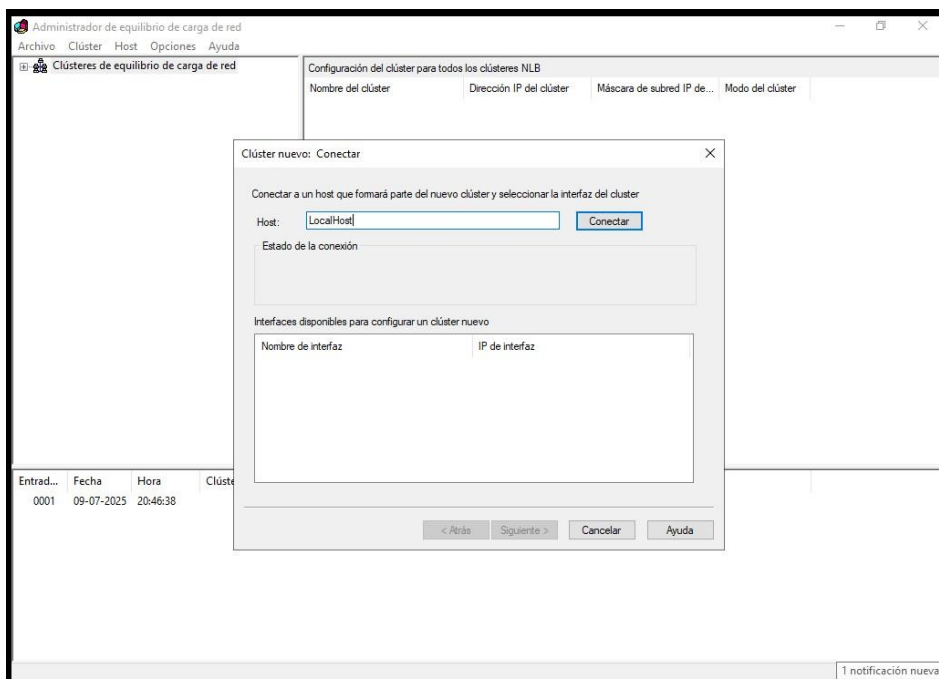 Administrador de equilibrio de carga de red
Archivo Clúster Host Opciones Ayuda
Clústeres de equilibrio de carga de red
Configuración del clúster para todos los clústeres NLB
Nombre del clúster Dirección IP del clúster Máscara de subred IP de... Modo del clúster
Clúster nuevo: Conectar
Conectar a un host que formará parte del nuevo clúster y seleccionar la interfaz del cluster
Host: LocalHost Conectar
Estado de la conexión
Interfaces disponibles para configurar un clúster nuevo
Nombre de interfaz IP de interfaz
Entrad... Fecha Hora Clúste
0001 09-07-2025 20:46:38
< Atrás Siguiente > Cancelar Ayuda
1 notificación nueva